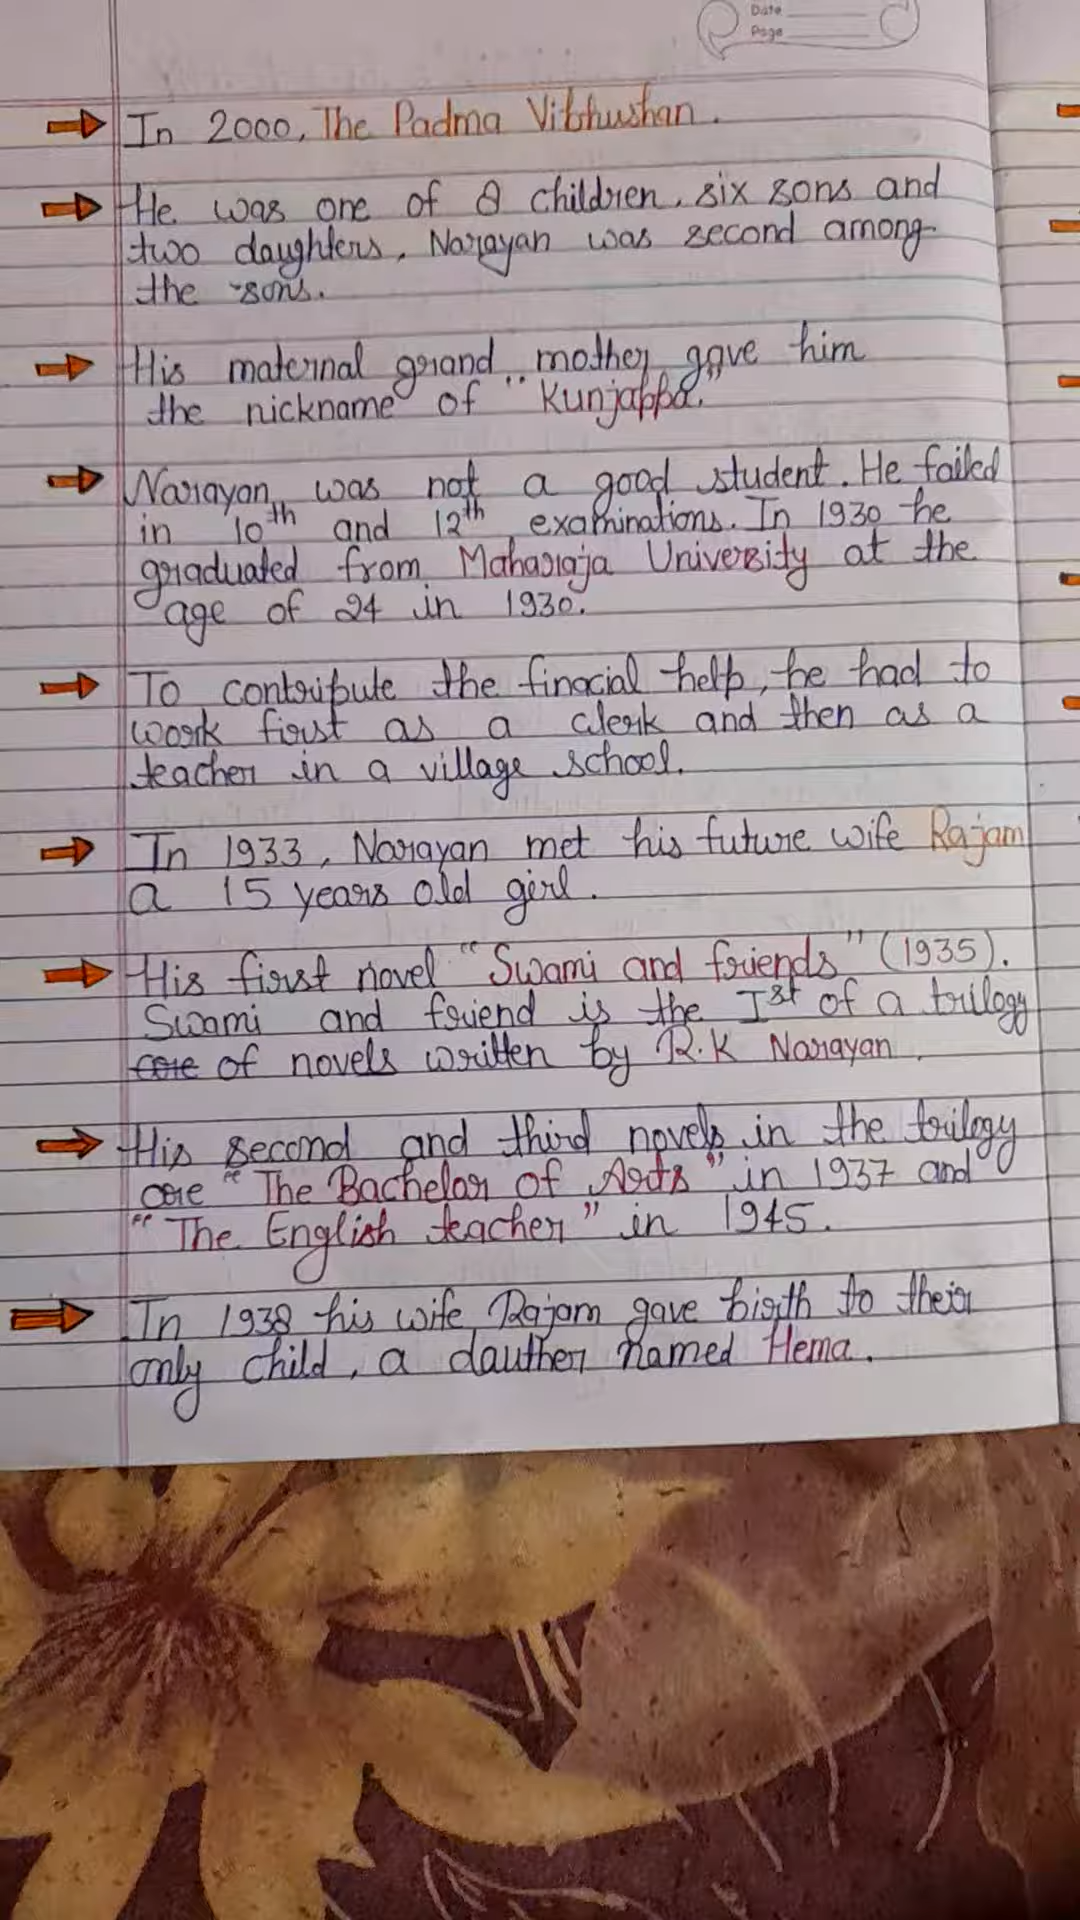 Date
Page
In 2000, The Padma Vibhushan.
He was one of 8 children, six sons and
two daughters, Narayan was second among
the sons.
His maternal grand mother gave him
the nickname of "Kunjappa."
Narayan was not a good student. He failed
in 10th and 12th examinations. In 1930 he
graduated from Maharaja University at the
age of 24 in 1930.
To contribute the finacial help, he had to
work first as a clerk and then as a
teacher in a village school.
In 1933, Narayan met his future wife Rajam
a 15 years old girl.
His first novel "Swami and friends" (1935).
Swami and friend is the Ist of a trilogy
are of novels written by R.K Narayan.
His second and third novels in the trilogy
are "The Bachelor of Arts" in 1937 and
"The English teacher" in 1945.
In 1938 his wife Rajam gave birth to their
only child, a dauther named Hema.